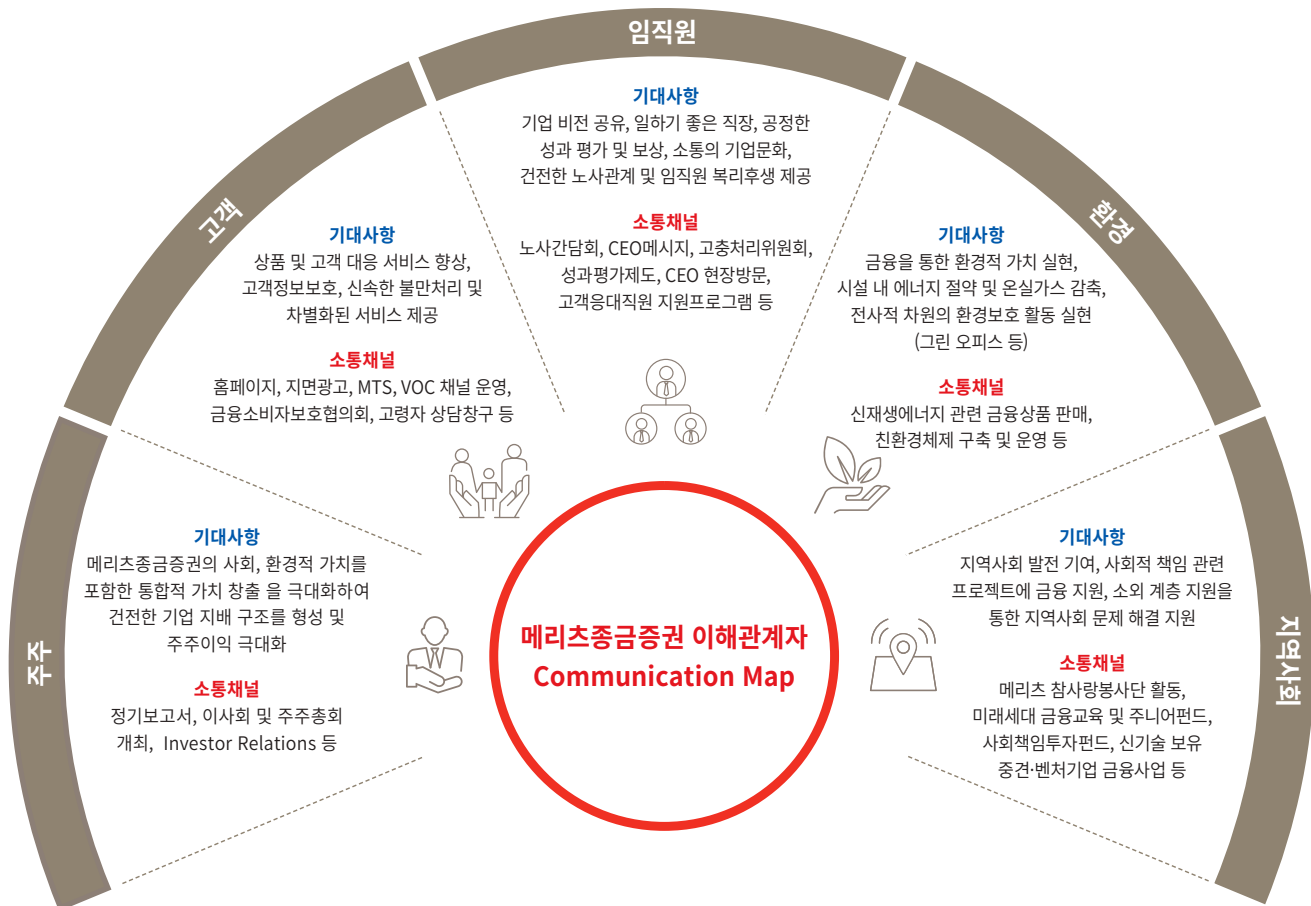 임직원
기대사항
기업 비전 공유, 일하기 좋은 직장, 공정한
성과 평가 및 보상, 소통의 기업문화,
건전한 노사관계 및 임직원 복리후생 제공
소통채널
노사간담회, CEO메시지, 고충처리위원회,
성과평가제도, CEO 현장방문,
고객응대직원 지원프로그램 등
고객
기대사항
상품 및 고객 대응 서비스 향상,
고객정보보호, 신속한 불만처리 및
차별화된 서비스 제공
소통채널
홈페이지, 지면광고, MTS, VOC 채널 운영,
금융소비자보호협의회, 고령자 상담창구 등
환경
기대사항
금융을 통한 환경적 가치 실현,
시설 내 에너지 절약 및 온실가스 감축,
전사적 차원의 환경보호 활동 실현
(그린 오피스 등)
소통채널
신재생에너지 관련 금융상품 판매,
친환경체제 구축 및 운영 등
주주
기대사항
메리츠종금증권의 사회, 환경적 가치를
포함한 통합적 가치 창출 을 극대화하여
건전한 기업 지배 구조를 형성 및
주주이익 극대화
소통채널
정기보고서, 이사회 및 주주총회
개최, Investor Relations 등
메리츠종금증권 이해관계자
Communication Map
지역사회
기대사항
지역사회 발전 기여, 사회적 책임 관련
프로젝트에 금융 지원, 소외 계층 지원을
통한 지역사회 문제 해결 지원
소통채널
메리츠 참사랑봉사단 활동,
미래세대 금융교육 및 주니어펀드,
사회책임투자펀드, 신기술 보유
중견·벤처기업 금융사업 등